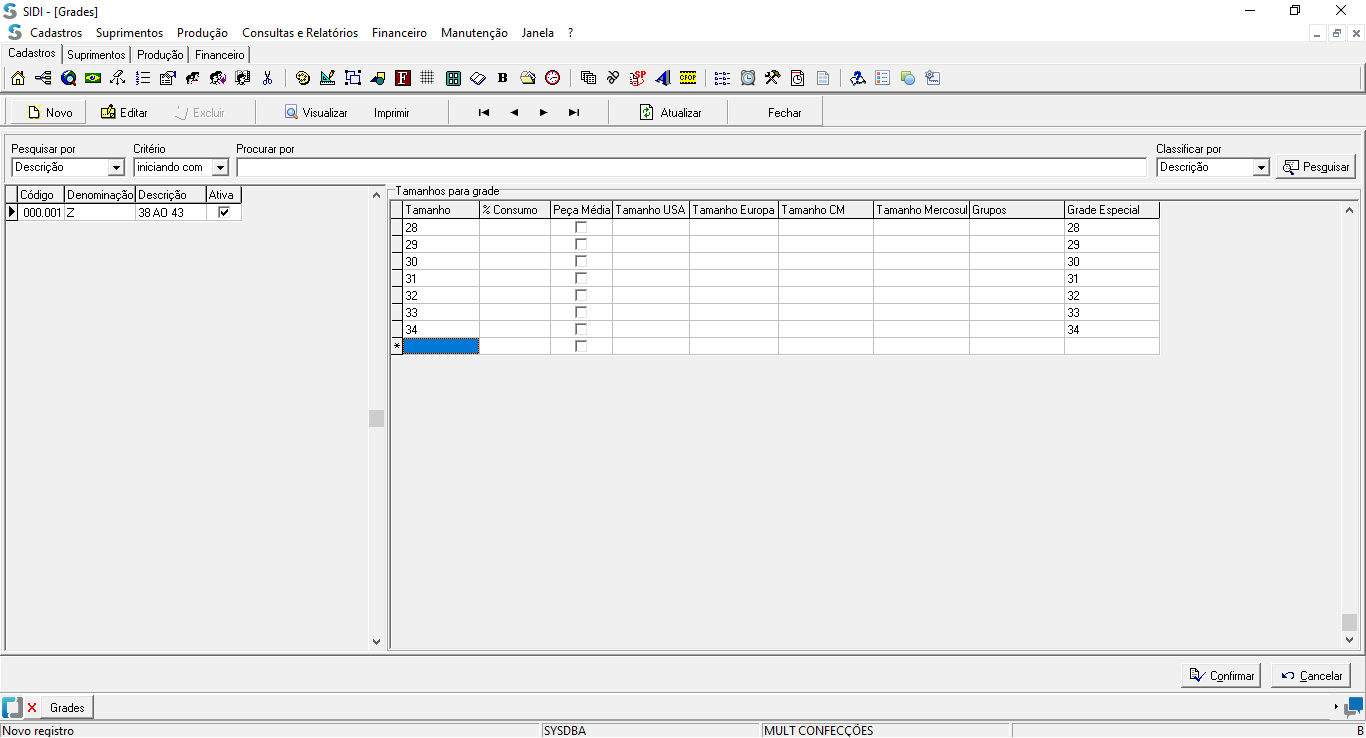 SIDI - [Grades]
Cadastros Suprimentos Produção Consultas e Relatórios Financeiro Manutenção Janela ?
Cadastros Suprimentos Produção Financeiro
F B SP CFOP
Novo Editar Excluir Visualizar Imprimir Atualizar Fechar
Pesquisar por Critério Procurar por Classificar por
Descrição iniciando com Descrição Pesquisar
Código Denominação Descrição Ativa
000.001 Z 38 AO 43
Tamanhos para grade
Tamanho % Consumo Peça Média Tamanho USA Tamanho Europa Tamanho CM Tamanho Mercosul Grupos Grade Especial
28 28
29 29
30 30
31 31
32 32
33 33
34 34
*
Confirmar Cancelar
Grades
Novo registro SYSDBA MULT CONFECÇÕES B